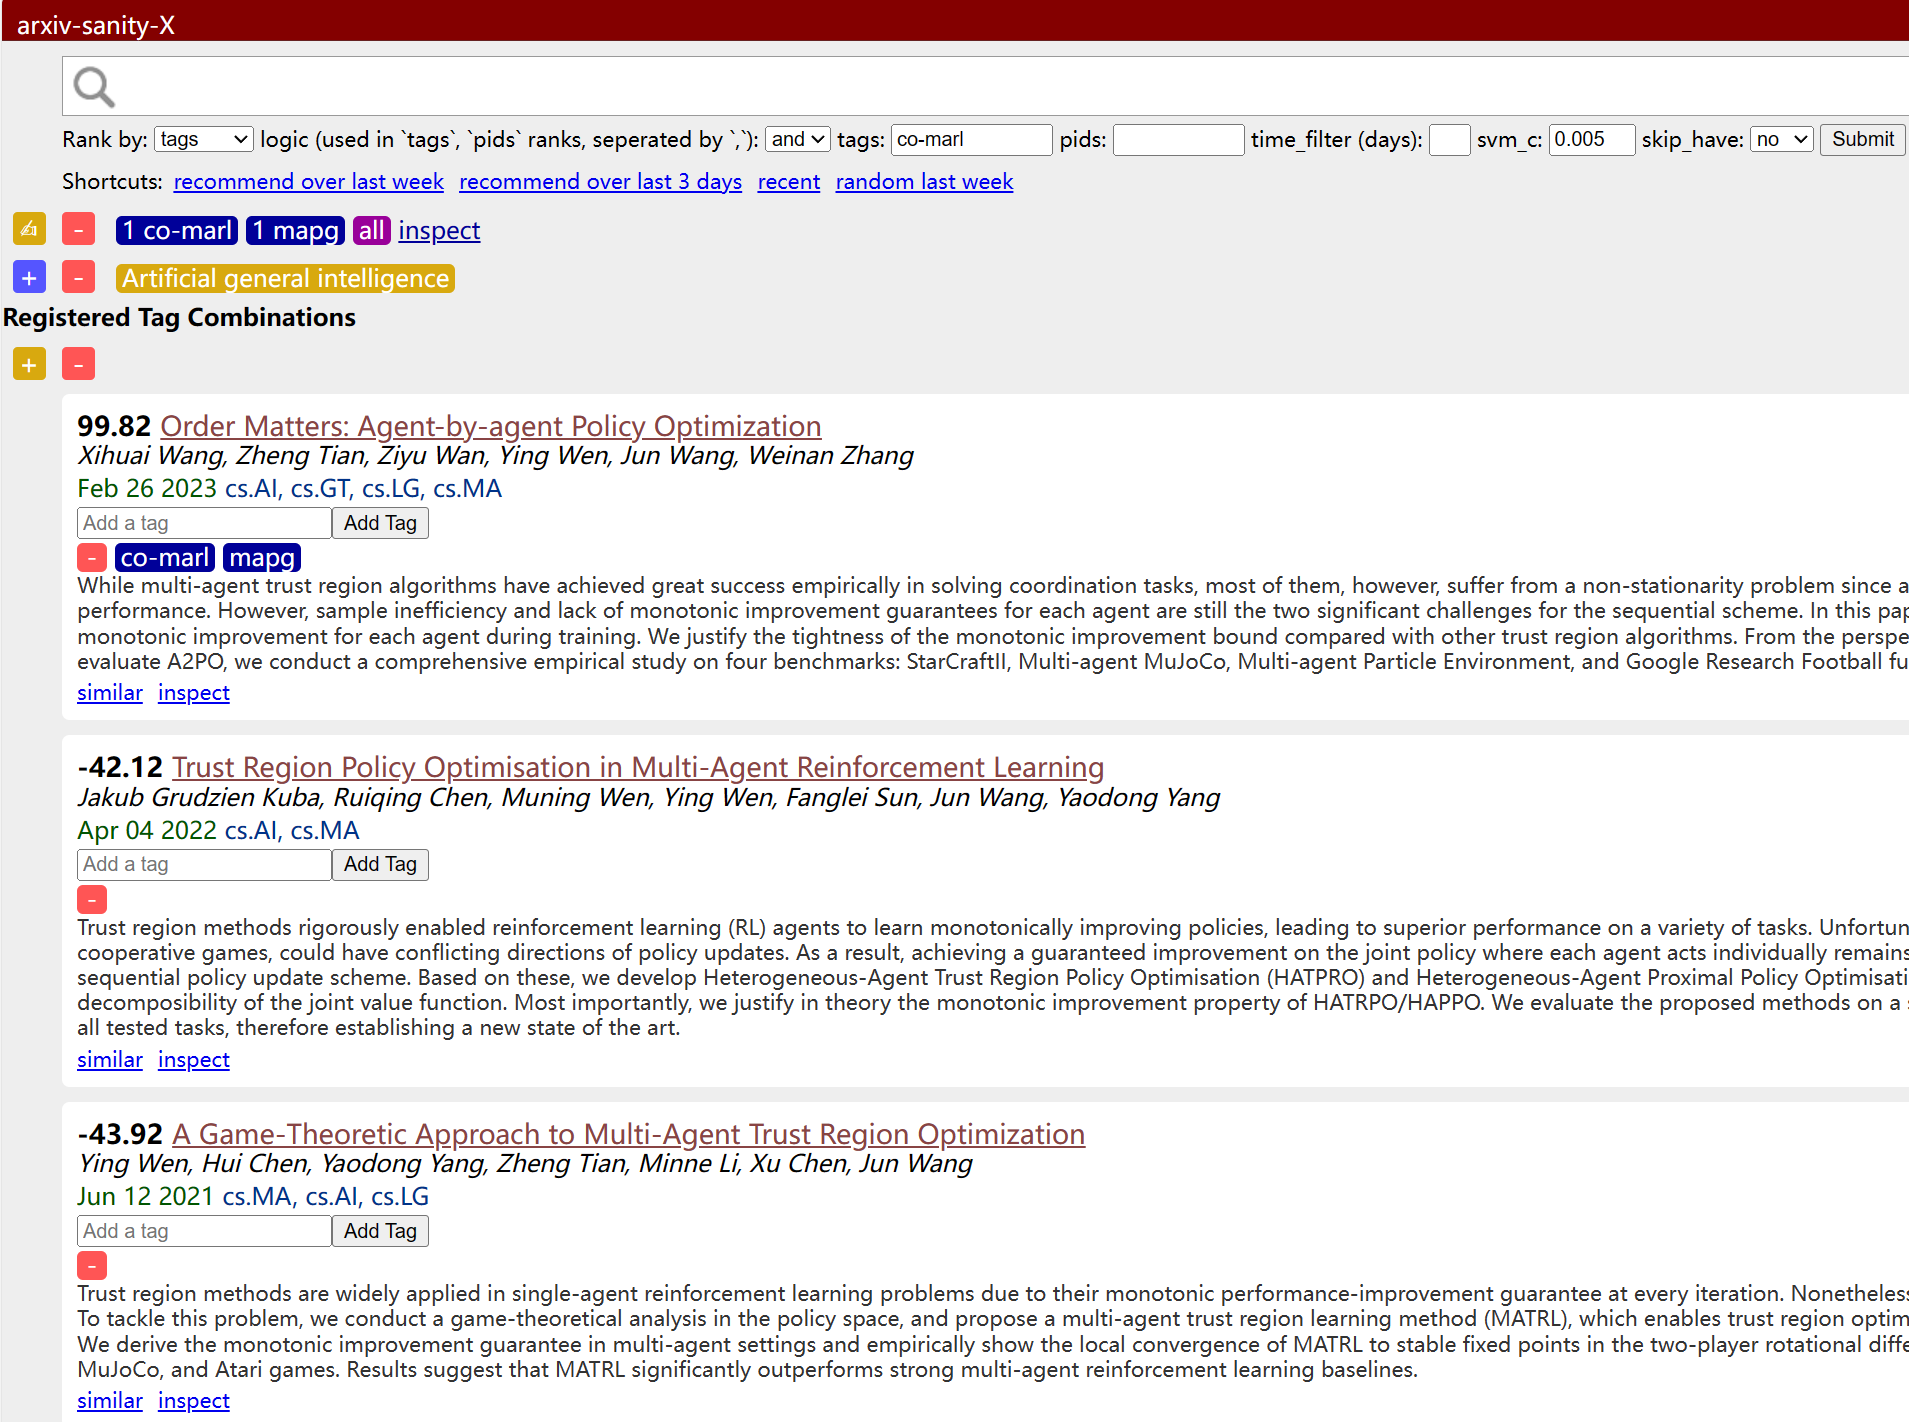 arxiv-sanity-X
Rank by: tags logic (used in `tags`, `pids` ranks, seperated by `,`): and tags: co-marl pids: time_filter (days): svm_c: 0.005 skip_have: no Submit
Shortcuts: recommend over last week recommend over last 3 days recent random last week
- 1 co-marl 1 mapg all inspect
+ - Artificial general intelligence
Registered Tag Combinations
+ -
99.82 Order Matters: Agent-by-agent Policy Optimization
Xihuai Wang, Zheng Tian, Ziyu Wan, Ying Wen, Jun Wang, Weinan Zhang
Feb 26 2023 cs.AI, cs.GT, cs.LG, cs.MA
Add a tag Add Tag
- co-marl mapg
While multi-agent trust region algorithms have achieved great success empirically in solving coordination tasks, most of them, however, suffer from a non-stationarity problem since a
performance. However, sample inefficiency and lack of monotonic improvement guarantees for each agent are still the two significant challenges for the sequential scheme. In this pap
monotonic improvement for each agent during training. We justify the tightness of the monotonic improvement bound compared with other trust region algorithms. From the perspe
evaluate A2PO, we conduct a comprehensive empirical study on four benchmarks: StarCraftII, Multi-agent MuJoCo, Multi-agent Particle Environment, and Google Research Football fu
similar inspect
-42.12 Trust Region Policy Optimisation in Multi-Agent Reinforcement Learning
Jakub Grudzien Kuba, Ruiqing Chen, Muning Wen, Ying Wen, Fanglei Sun, Jun Wang, Yaodong Yang
Apr 04 2022 cs.AI, cs.MA
Add a tag Add Tag
-
Trust region methods rigorously enabled reinforcement learning (RL) agents to learn monotonically improving policies, leading to superior performance on a variety of tasks. Unfortun
cooperative games, could have conflicting directions of policy updates. As a result, achieving a guaranteed improvement on the joint policy where each agent acts individually remains
sequential policy update scheme. Based on these, we develop Heterogeneous-Agent Trust Region Policy Optimisation (HATPRO) and Heterogeneous-Agent Proximal Policy Optimisati
decomposibility of the joint value function. Most importantly, we justify in theory the monotonic improvement property of HATRPO/HAPPO. We evaluate the proposed methods on a s
all tested tasks, therefore establishing a new state of the art.
similar inspect
-43.92 A Game-Theoretic Approach to Multi-Agent Trust Region Optimization
Ying Wen, Hui Chen, Yaodong Yang, Zheng Tian, Minne Li, Xu Chen, Jun Wang
Jun 12 2021 cs.MA, cs.AI, cs.LG
Add a tag Add Tag
-
Trust region methods are widely applied in single-agent reinforcement learning problems due to their monotonic performance-improvement guarantee at every iteration. Nonetheless
To tackle this problem, we conduct a game-theoretical analysis in the policy space, and propose a multi-agent trust region learning method (MATRL), which enables trust region optim
We derive the monotonic improvement guarantee in multi-agent settings and empirically show the local convergence of MATRL to stable fixed points in the two-player rotational diffe
MuJoCo, and Atari games. Results suggest that MATRL significantly outperforms strong multi-agent reinforcement learning baselines.
similar inspect